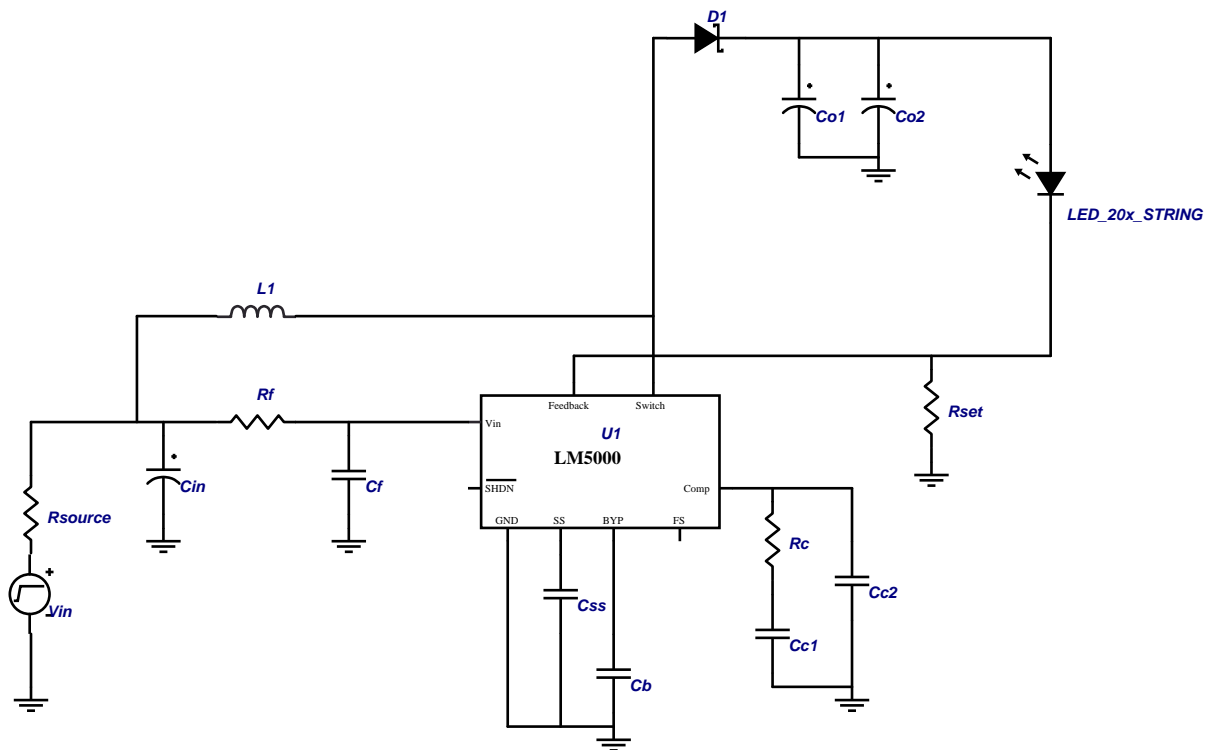 D1
Co1
Co2
LED_20x_STRING
L1
Rf
Feedback
Switch
Rset
Vin
U1
LM5000
Cin
Cf
SHDN
Comp
Rsource
GND
SS
BYP
FS
Rc
Vin
Css
Cc2
Cc1
Cb